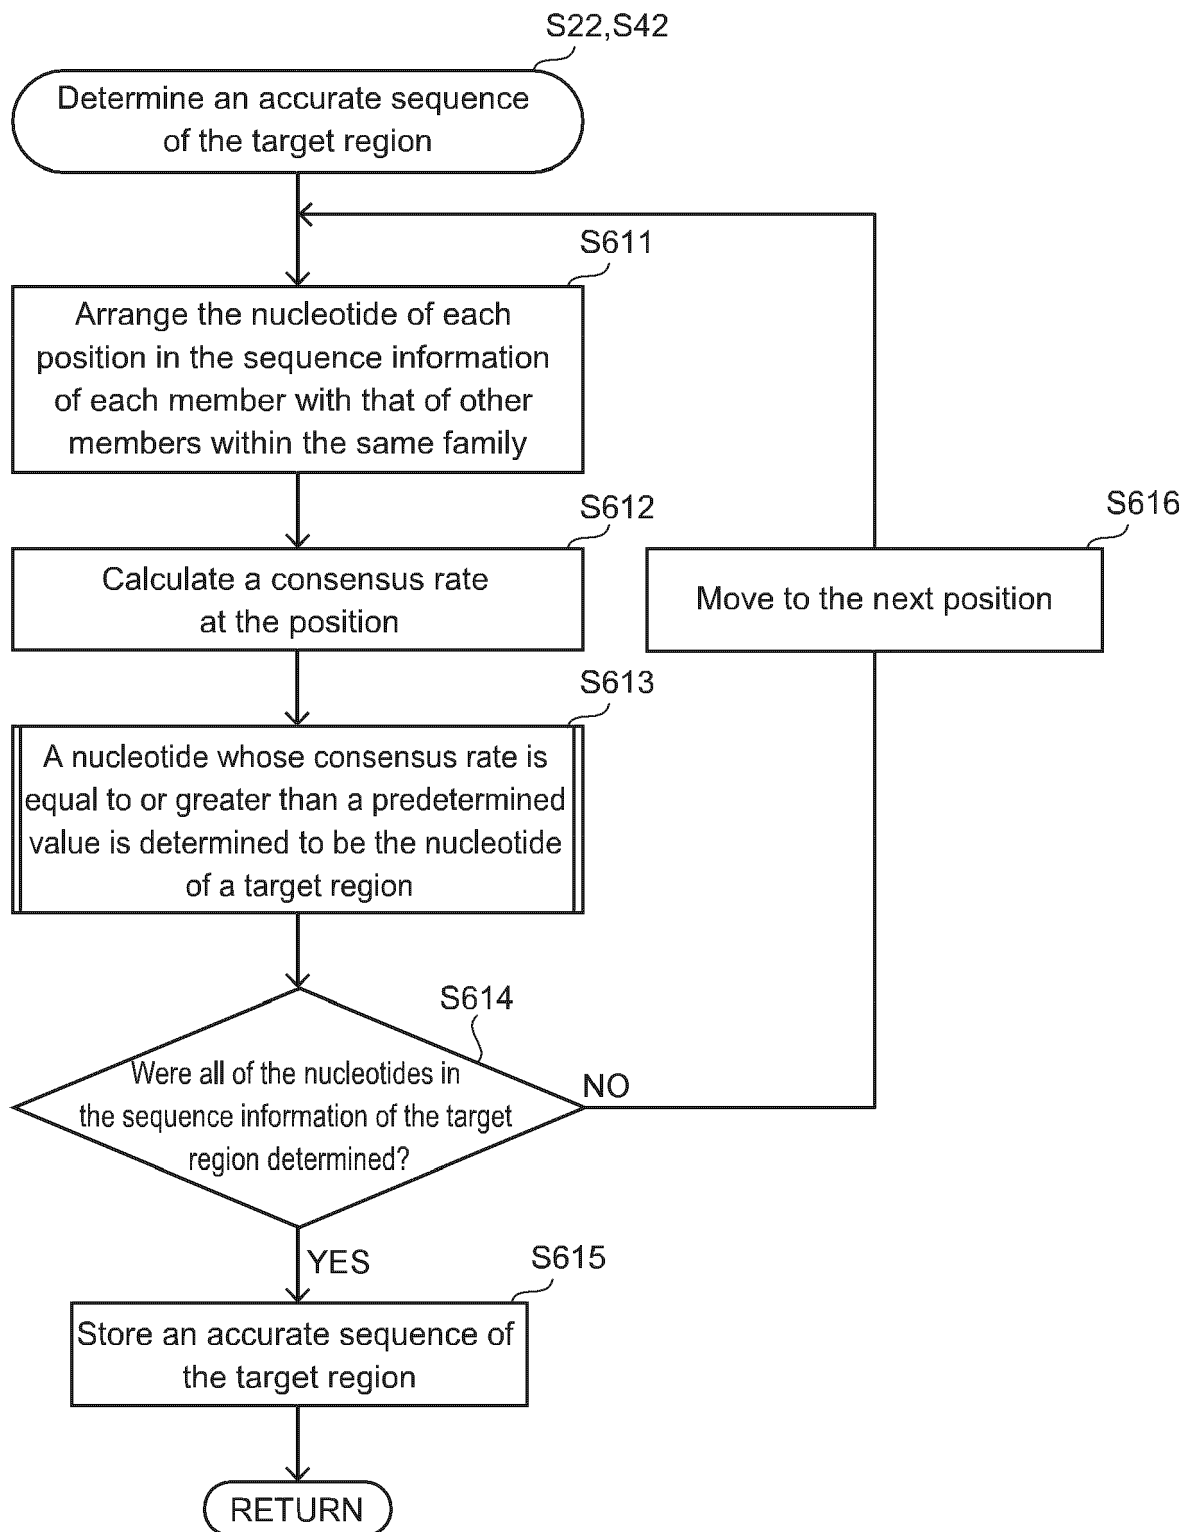 S22,S42
Determine an accurate sequence
of the target region
S611
Arrange the nucleotide of each
position in the sequence information
of each member with that of other
members within the same family
S612
Calculate a consensus rate
at the position
S616
Move to the next position
S613
A nucleotide whose consensus rate is
equal to or greater than a predetermined
value is determined to be the nucleotide
of a target region
S614
Were all of the nucleotides in
the sequence information of the target
region determined?
NO
YES
S615
Store an accurate sequence of
the target region
RETURN